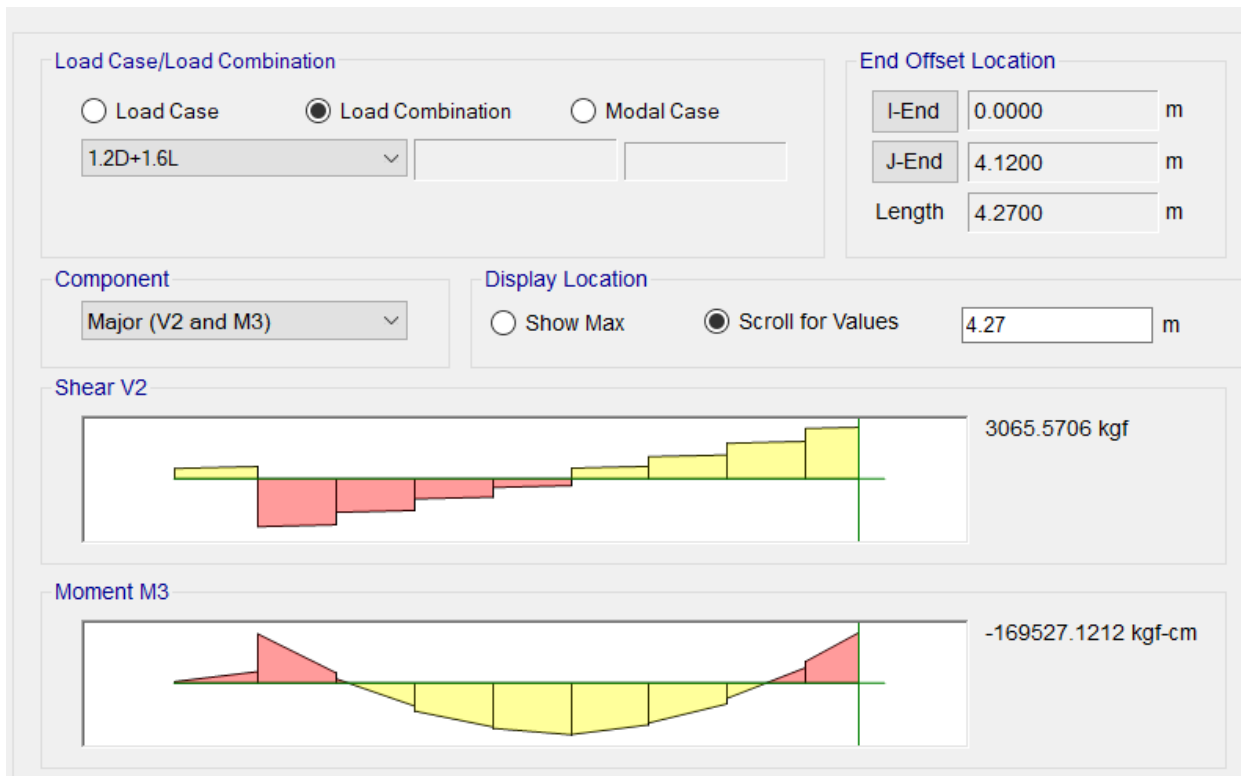 Load Case/Load Combination
Load Case Load Combination Modal Case
1.2D+1.6L
End Offset Location
I-End 0.0000 m
J-End 4.1200 m
Length 4.2700 m
Component
Major (V2 and M3)
Display Location
Show Max Scroll for Values 4.27 m
Shear V2
3065.5706 kgf
Moment M3
-169527.1212 kgf-cm